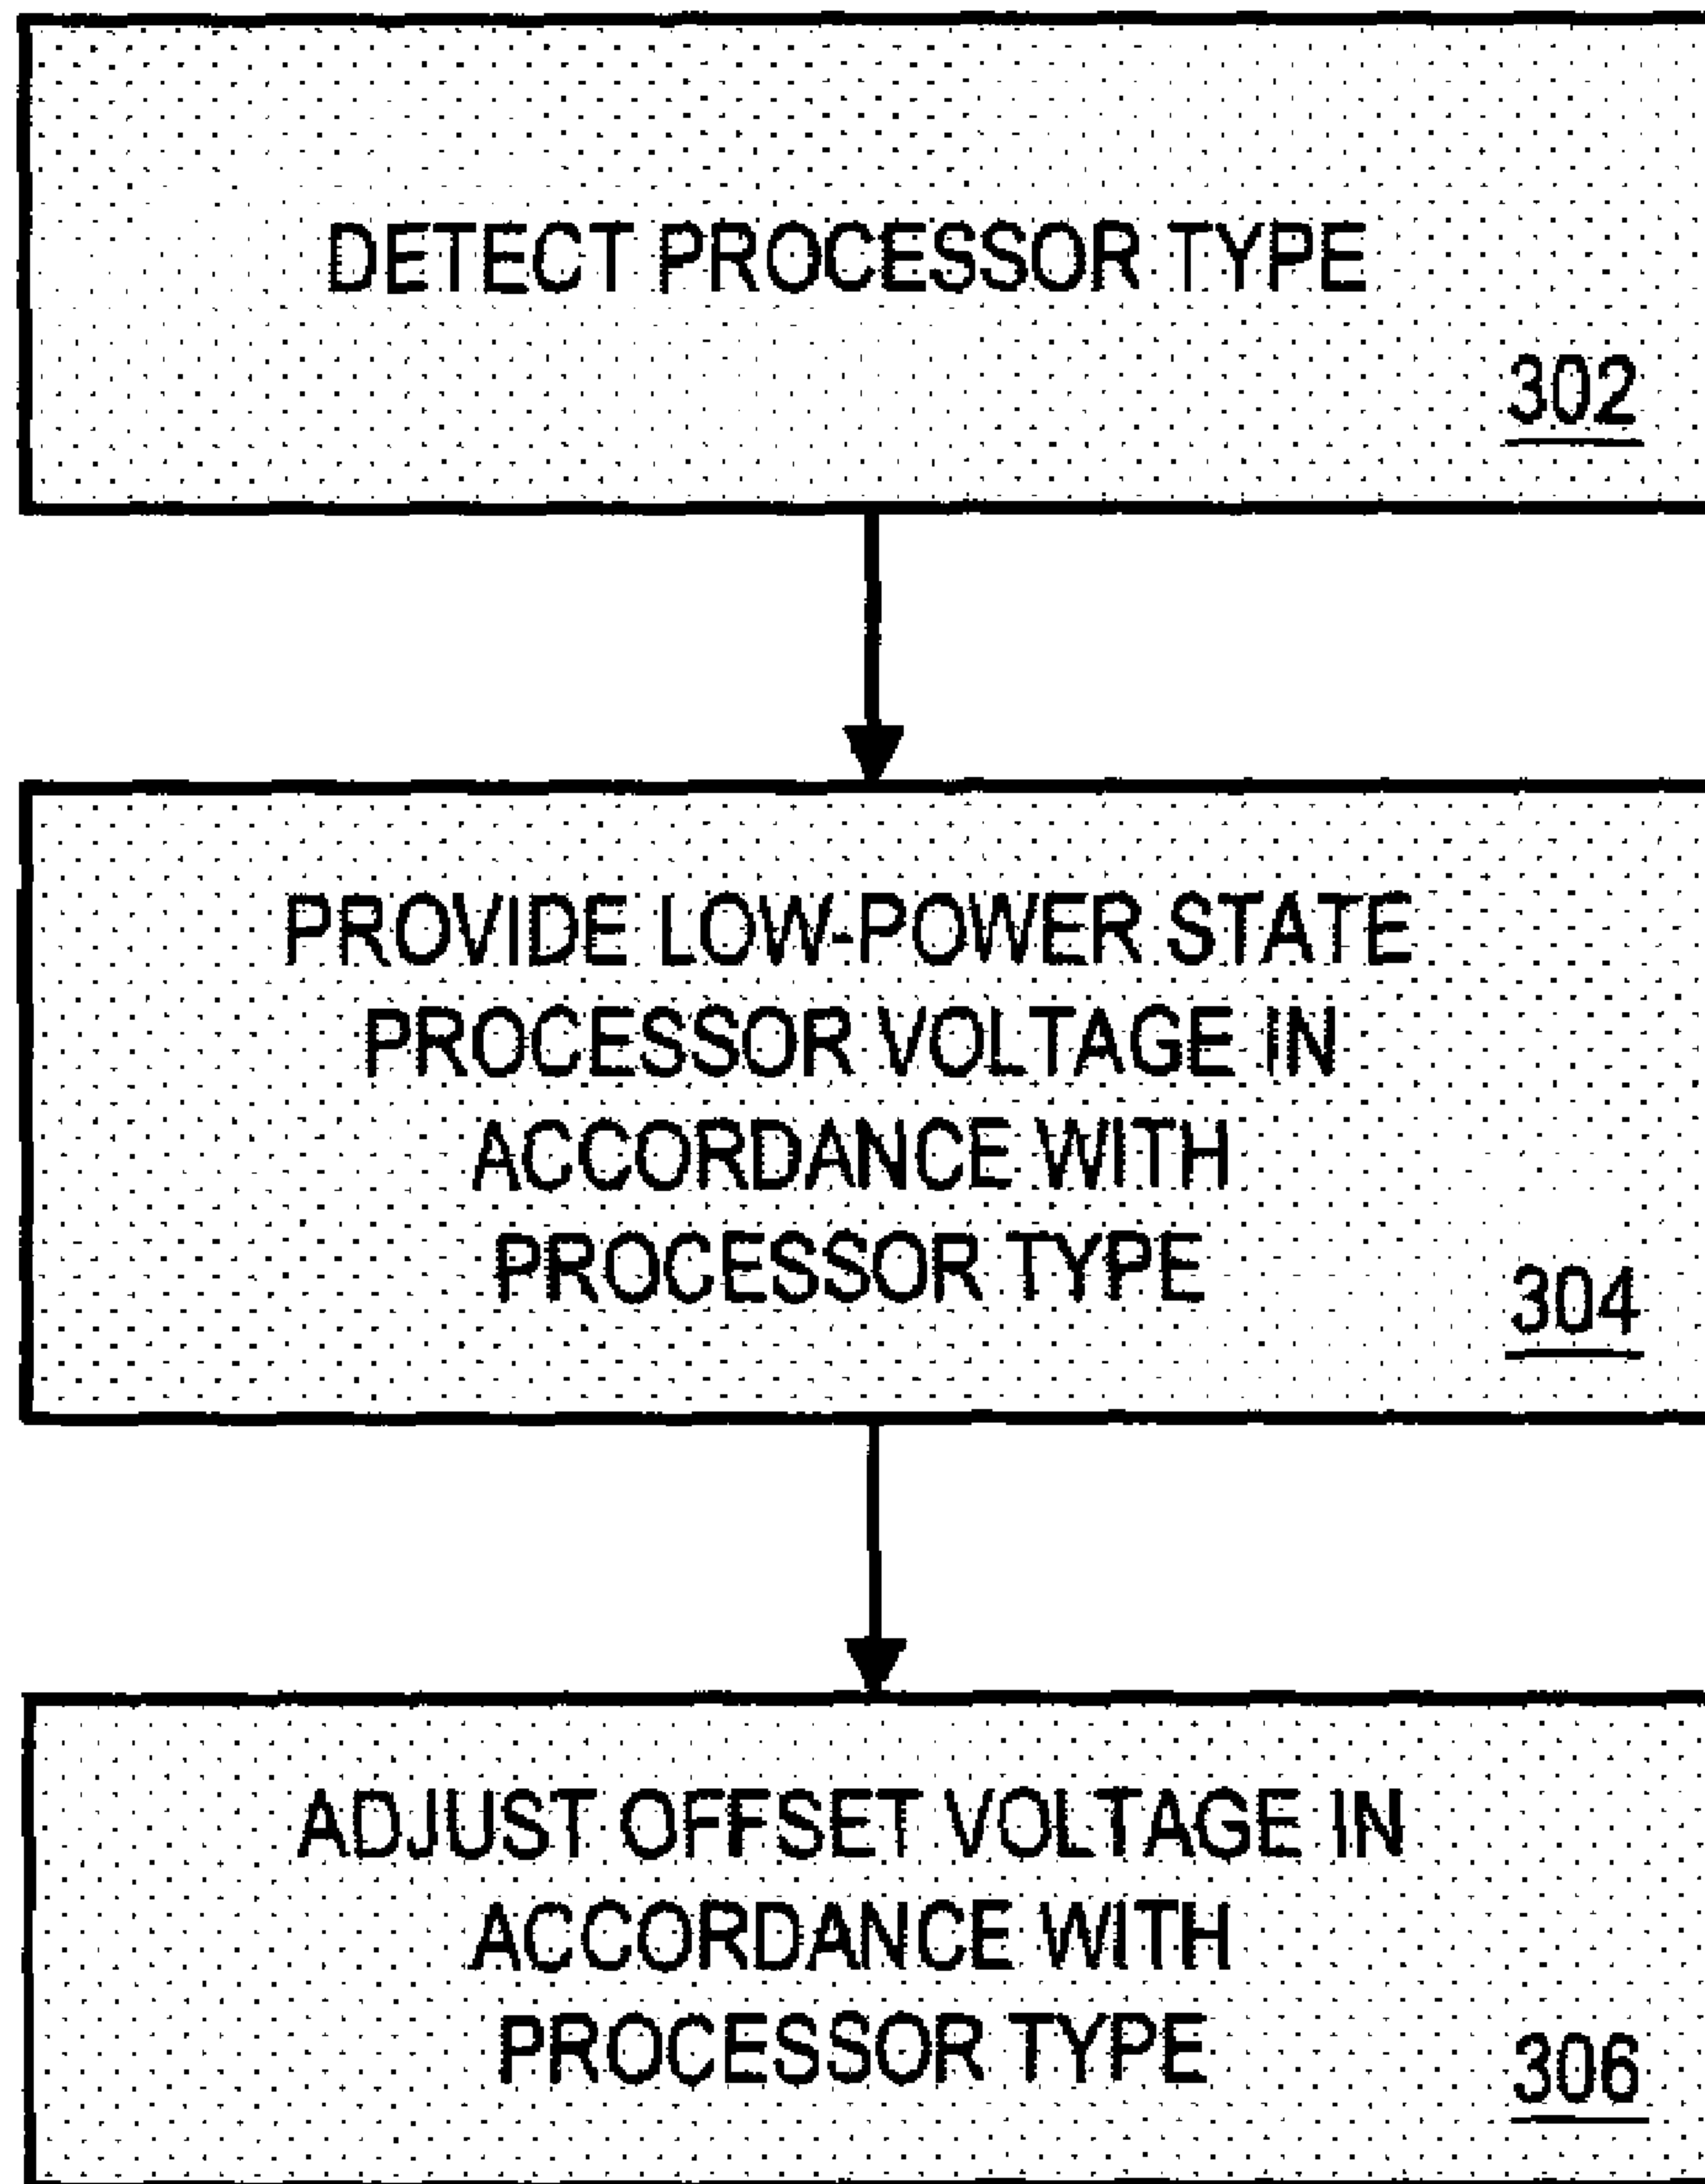 DETECT PROCESSOR TYPE
302
PROVIDE LOW-POWER STATE
PROCESSOR VOLTAGE IN
ACCORDANCE WITH
PROCESSOR TYPE
304
ADJUST OFFSET VOLTAGE IN
ACCORDANCE WITH
PROCESSOR TYPE
306